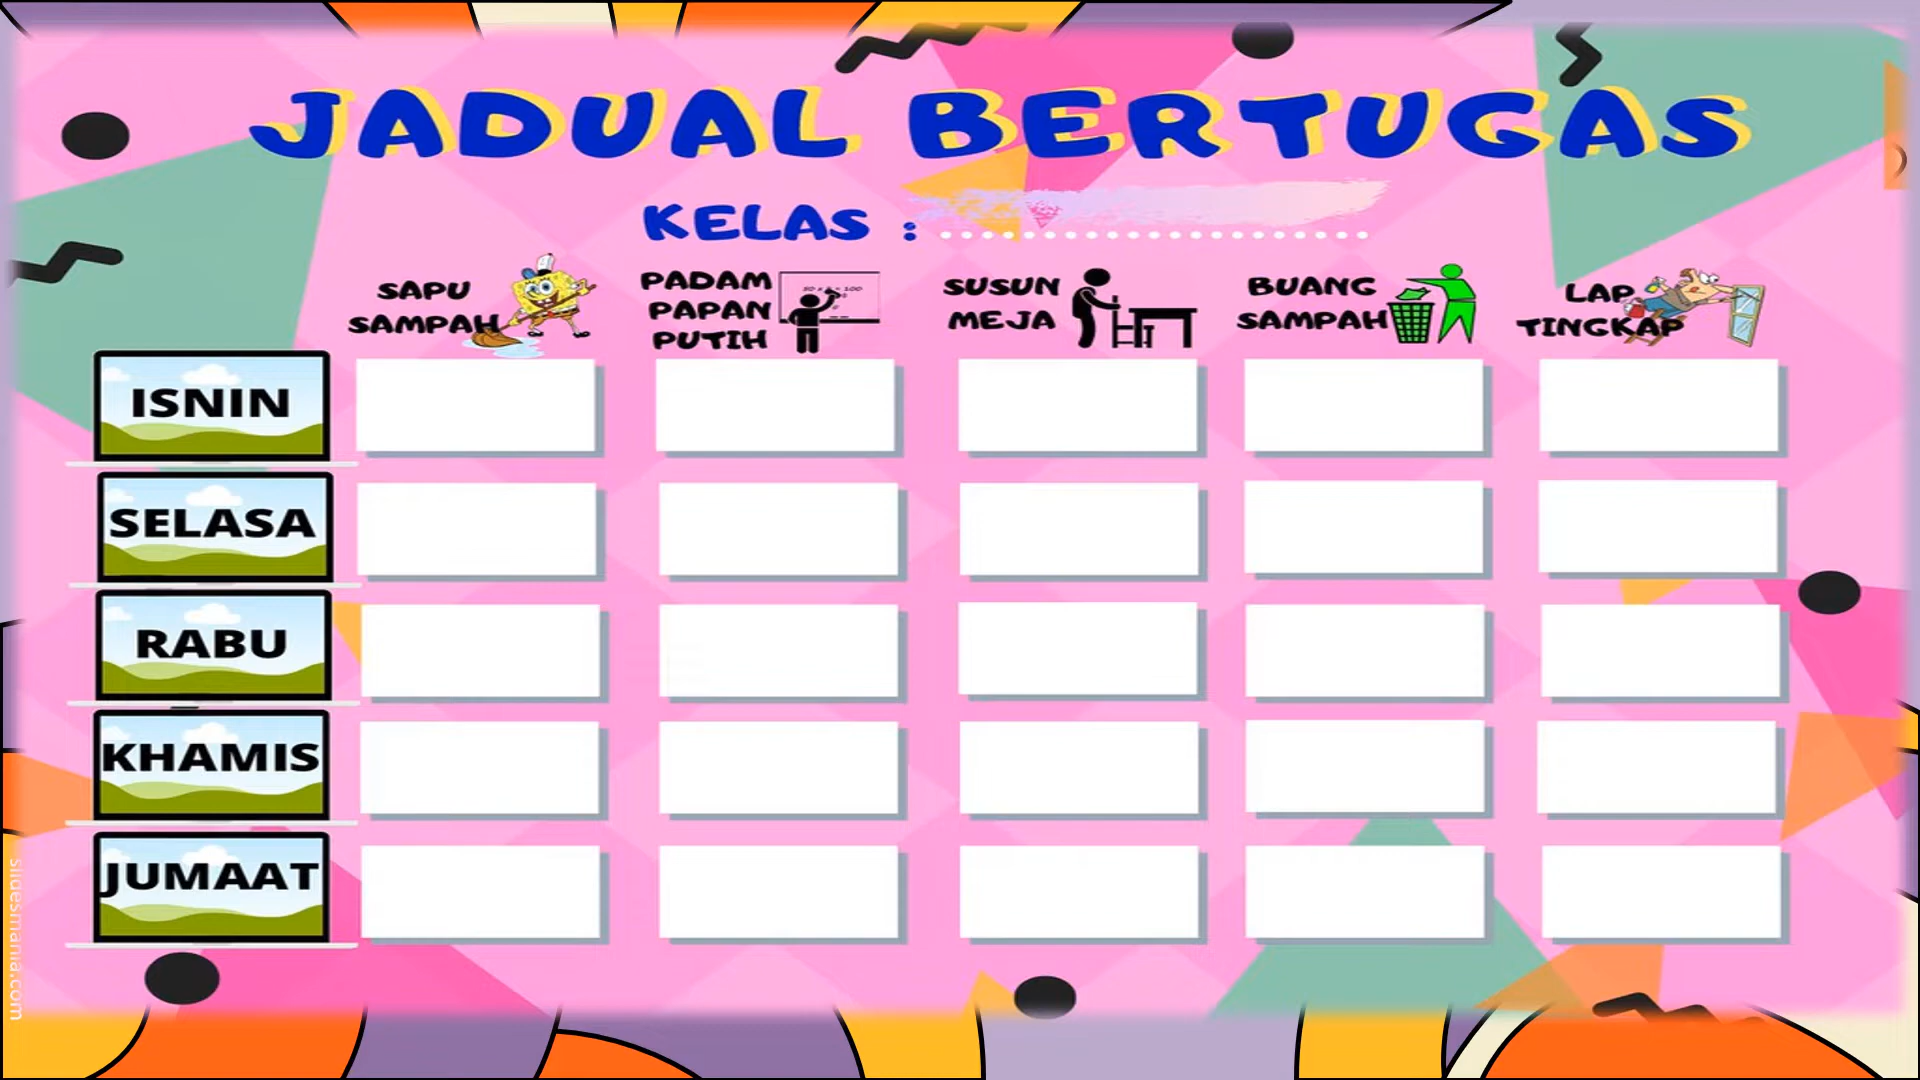 JADUAL BERTUGAS
KELAS : .....................
SAPU
SAMPAH
PADAM
PAPAN
PUTIH
SUSUN
MEJA
BUANG
SAMPAH
LAP
TINGKAP
ISNIN
SELASA
RABU
KHAMIS
JUMAAT
slidesmania.com